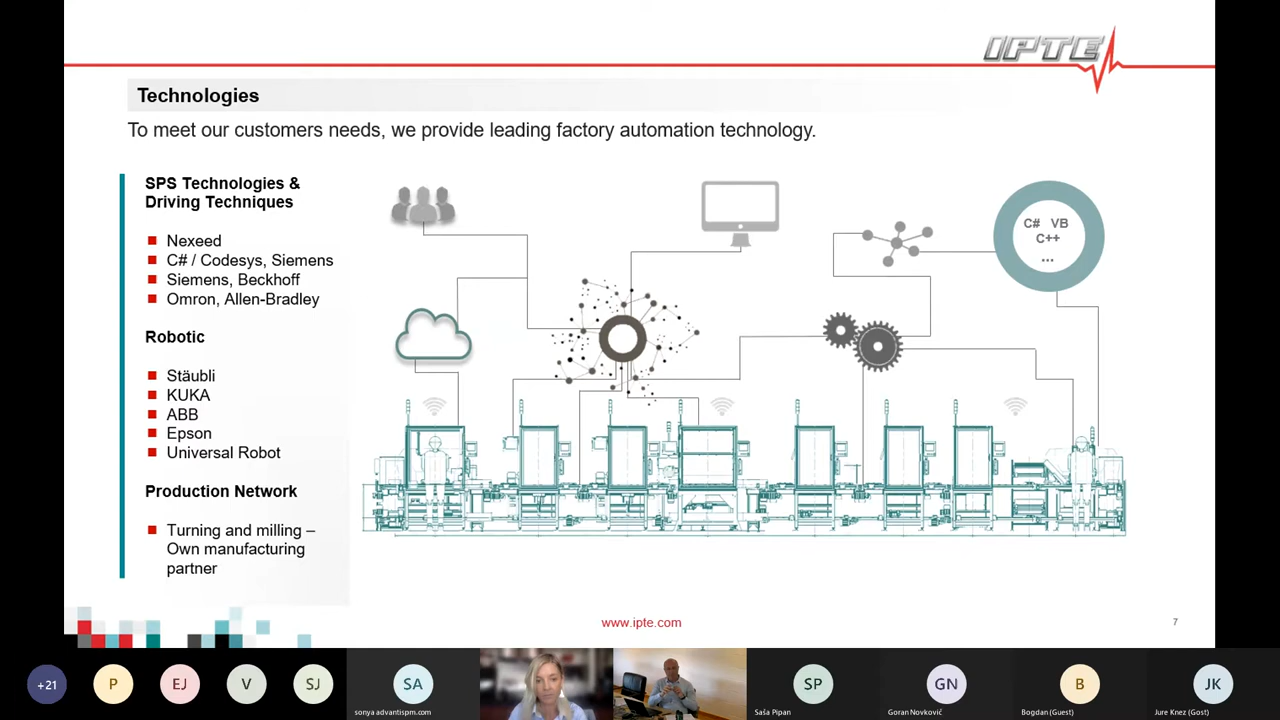 IPTE
Technologies
To meet our customers needs, we provide leading factory automation technology.
SPS Technologies &
Driving Techniques
Nexeed
C# / Codesys, Siemens
Siemens, Beckhoff
Omron, Allen-Bradley
Robotic
Stäubli
KUKA
ABB
Epson
Universal Robot
Production Network
Turning and milling –
Own manufacturing
partner
C# VB
C++
...
www.ipte.com
7
+21
P
EJ
V
SJ
SA
sonya advantispm.com
SP
Saša Pipan
GN
Goran Novković
B
Bogdan (Guest)
JK
Jure Knez (Gost)